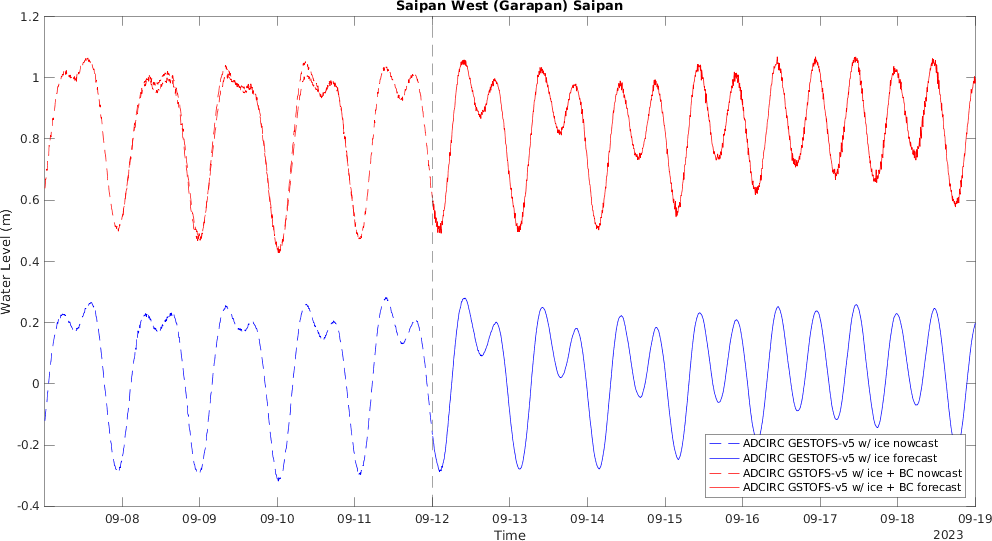 Saipan West (Garapan) Saipan
1.2
1
0.8
0.6
0.4
0.2
0
-0.2
-0.4
Water Level (m)
ADCIRC GESTOFS-v5 w/ ice nowcast
ADCIRC GESTOFS-v5 w/ ice forecast
ADCIRC GSTOFS-v5 w/ ice + BC nowcast
ADCIRC GSTOFS-v5 w/ ice + BC forecast
09-08 09-09 09-10 09-11 09-12 09-13 09-14 09-15 09-16 09-17 09-18 09-19
Time
2023